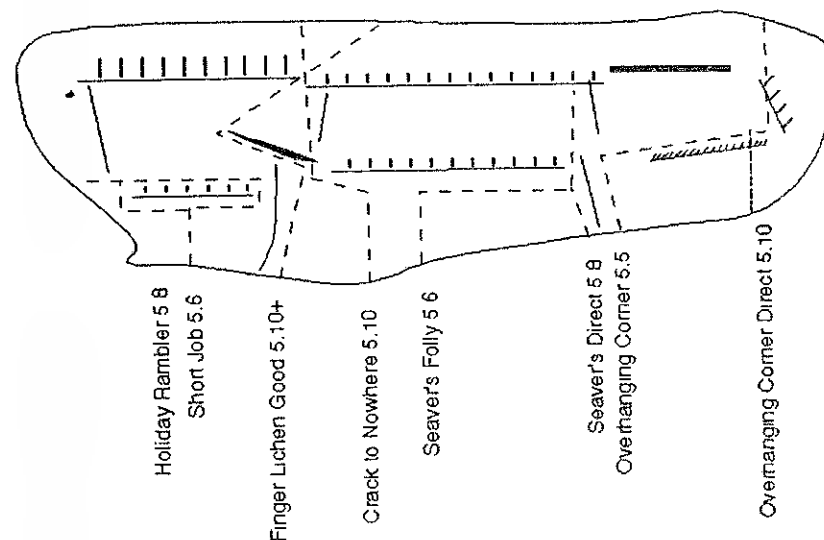 Holiday Rambler 5 8
Short Job 5.6
Finger Lichen Good 5.10+
Crack to Nowhere 5.10
Seaver's Folly 5 6
Seaver's Direct 5 8
Overhanging Corner 5.5
Overhanging Corner Direct 5.10